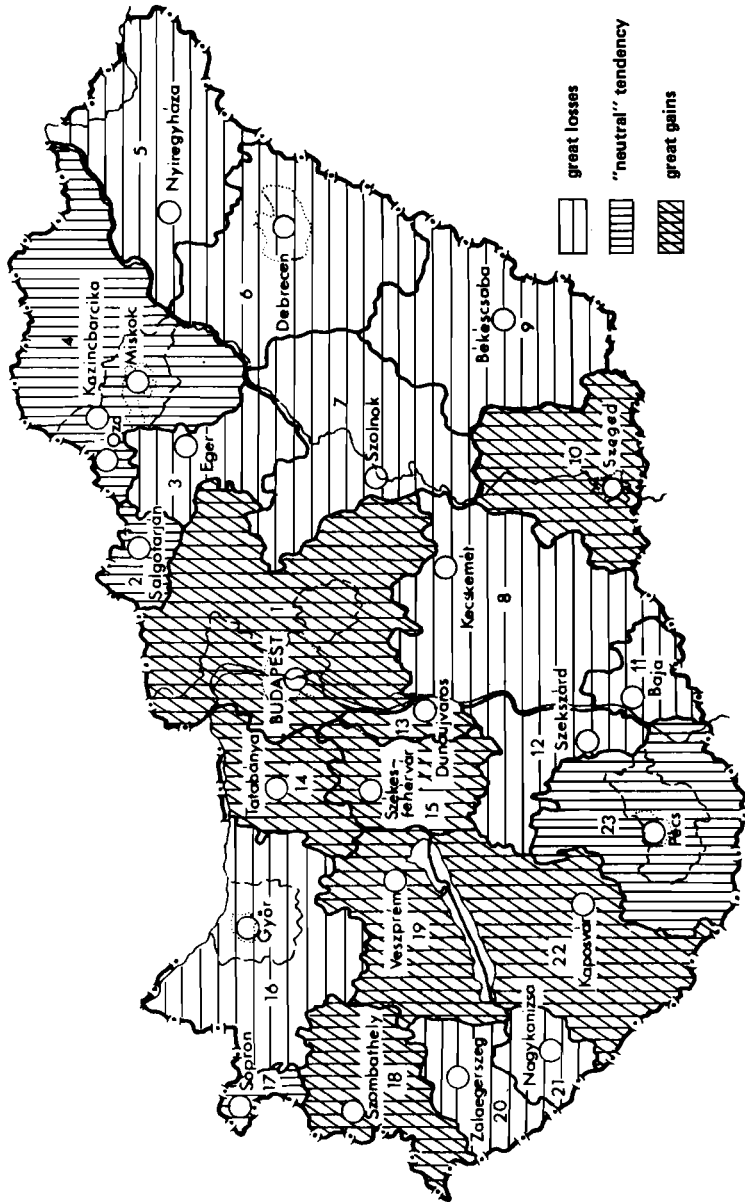 5
Nyíregyháza
4
Kazincbarcika
Miskolc
Ózd
6
Debrecen
3
Eger
2
Salgótarján
7
Szolnok
Békéscsaba
9
1
BUDAPEST
10
Szeged
Kecskemét
8
Tatabánya
14
13
Dunaújváros
Székes-
fehérvár
15
12
Szekszárd
11
Baja
23
Pécs
Győr
16
Veszprém
19
22
Kaposvár
Sopron
17
Szombathely
18
Zalaegerszeg
20
Nagykanizsa
21
great losses
"neutral" tendency
great gains